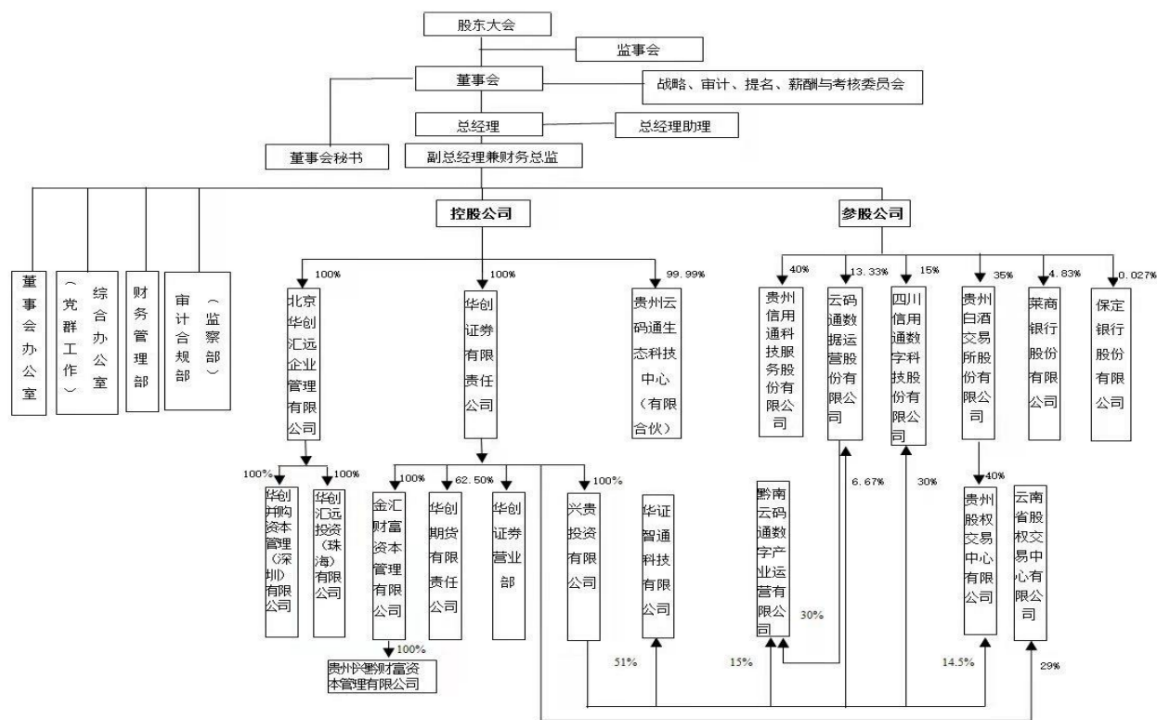 股东大会
监事会
董事会
战略、审计、提名、薪酬与考核委员会
总经理
总经理助理
董事会秘书
副总经理兼财务总监
控股公司
参股公司
董事会办公室
综合办公室
（党群工作）
财务管理部
审计合规部
（监察部）
100%
100%
99.99%
40%
13.33%
15%
35%
4.83%
0.027%
北京
华创
汇远
企业
管理
有限
公司
华创
证券
有限
责任
公司
贵州云
码通生
态科技
中心
（有限
合伙）
贵州
信用
通科
技服
务股
份有
限公
司
云码
通数
据运
营股
份有
限公
司
四川
信用
通数
字科
技股
份有
限公
司
贵州
白酒
交易
所股
份有
限公
司
莱商
银行
股份
有限
公司
保定
银行
股份
有限
公司
100%
100%
100%
62.50%
100%
6.67%
30%
40%
华创
并购
资本
管理
（深
圳）
有限
公司
华创
汇远
投资
（珠
海）
有限
公司
金汇
财富
资本
管理
有限
公司
华创
期货
有限
责任
公司
华创
证券
营业
部
兴贵
投资
有限
公司
华证
智通
科技
有限
公司
黔南
云码
通数
字产
业运
营有
限公
司
贵州
股权
交易
中心
有限
公司
云南
省股
权交
易中
心有
限公
司
30%
100%
51%
15%
14.5%
29%
贵州兴黔财富资
本管理有限公司